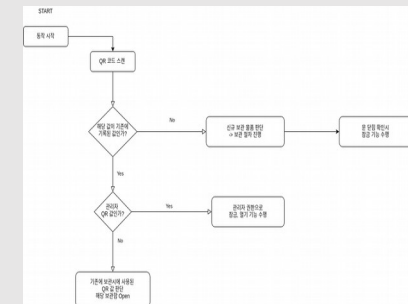 START
동작 시작
QR 코드 스캔
해당 값이 기존에
기록된 값인가?
No
신규 보관 물품 판단
-> 보관 절차 진행
문 닫힘 확인시
잠금 기능 수행
Yes
관리자
QR 값인가?
Yes
관리자 권한으로
잠금, 열기 기능 수행
No
기존에 보관시에 사용된
QR 값 판단
해당 보관함 Open